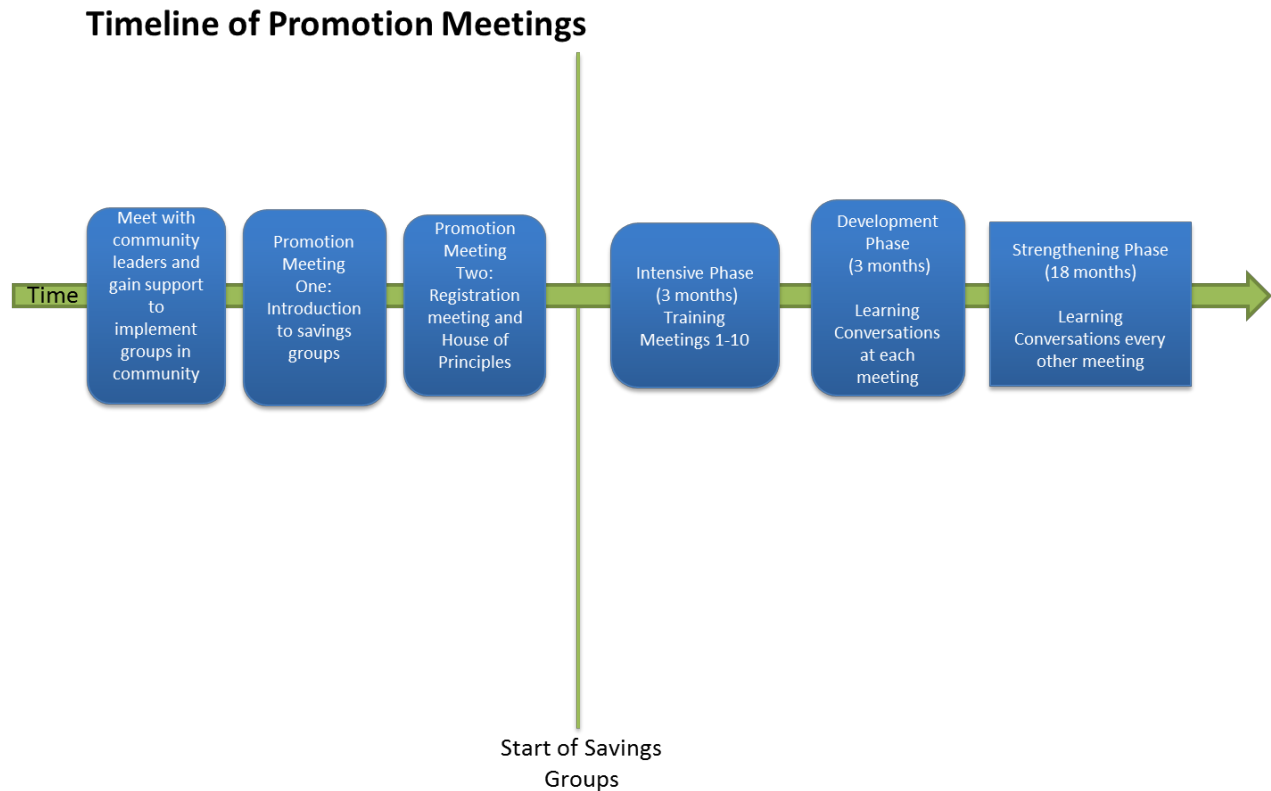 Timeline of Promotion Meetings
Time
Meet with
community
leaders and
gain support
to
implement
groups in
community
Promotion
Meeting
One:
Introduction
to savings
groups
Promotion
Meeting
Two:
Registration
meeting and
House of
Principles
Intensive Phase
(3 months)
Training
Meetings 1-10
Development
Phase
(3 months)
Learning
Conversations
at each
meeting
Strengthening Phase
(18 months)
Learning
Conversations every
other meeting
Start of Savings
Groups